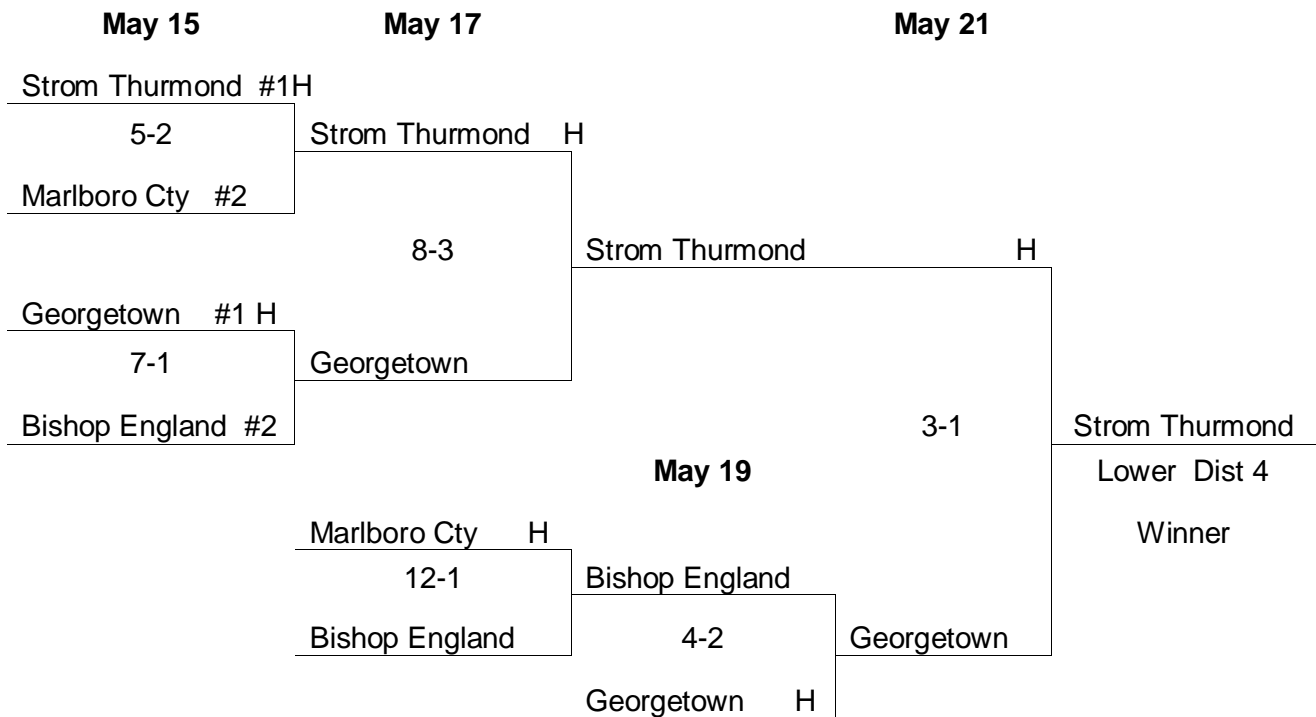 May 15 May 17 May 21
Strom Thurmond #1H
5-2 Strom Thurmond H
Marlboro Cty #2
8-3 Strom Thurmond H
Georgetown #1 H
7-1 Georgetown
Bishop England #2 3-1 Strom Thurmond
May 19 Lower Dist 4
Marlboro Cty H Winner
12-1 Bishop England
Bishop England 4-2 Georgetown
Georgetown H